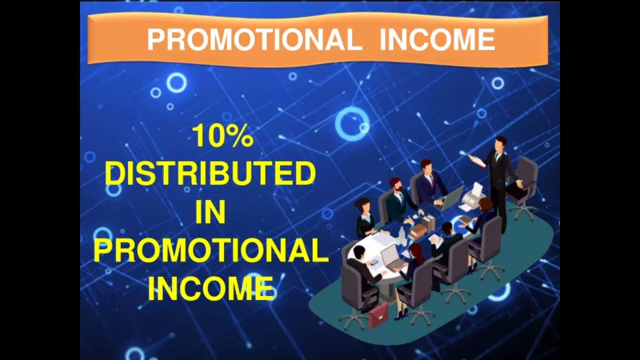 PROMOTIONAL INCOME
10%
DISTRIBUTED
IN
PROMOTIONAL
INCOME